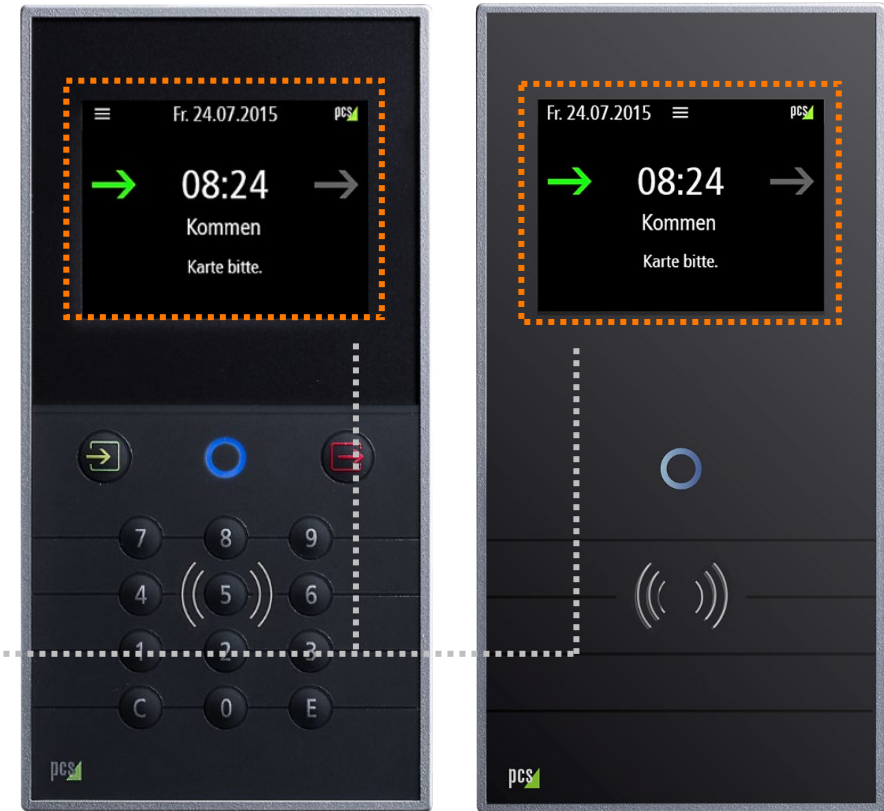 Fr. 24.07.2015
pcs
08:24
Kommen
Karte bitte.
7 8 9
4 5 6
1 2 3
C 0 E
pcs
Fr. 24.07.2015
pcs
08:24
Kommen
Karte bitte.
pcs